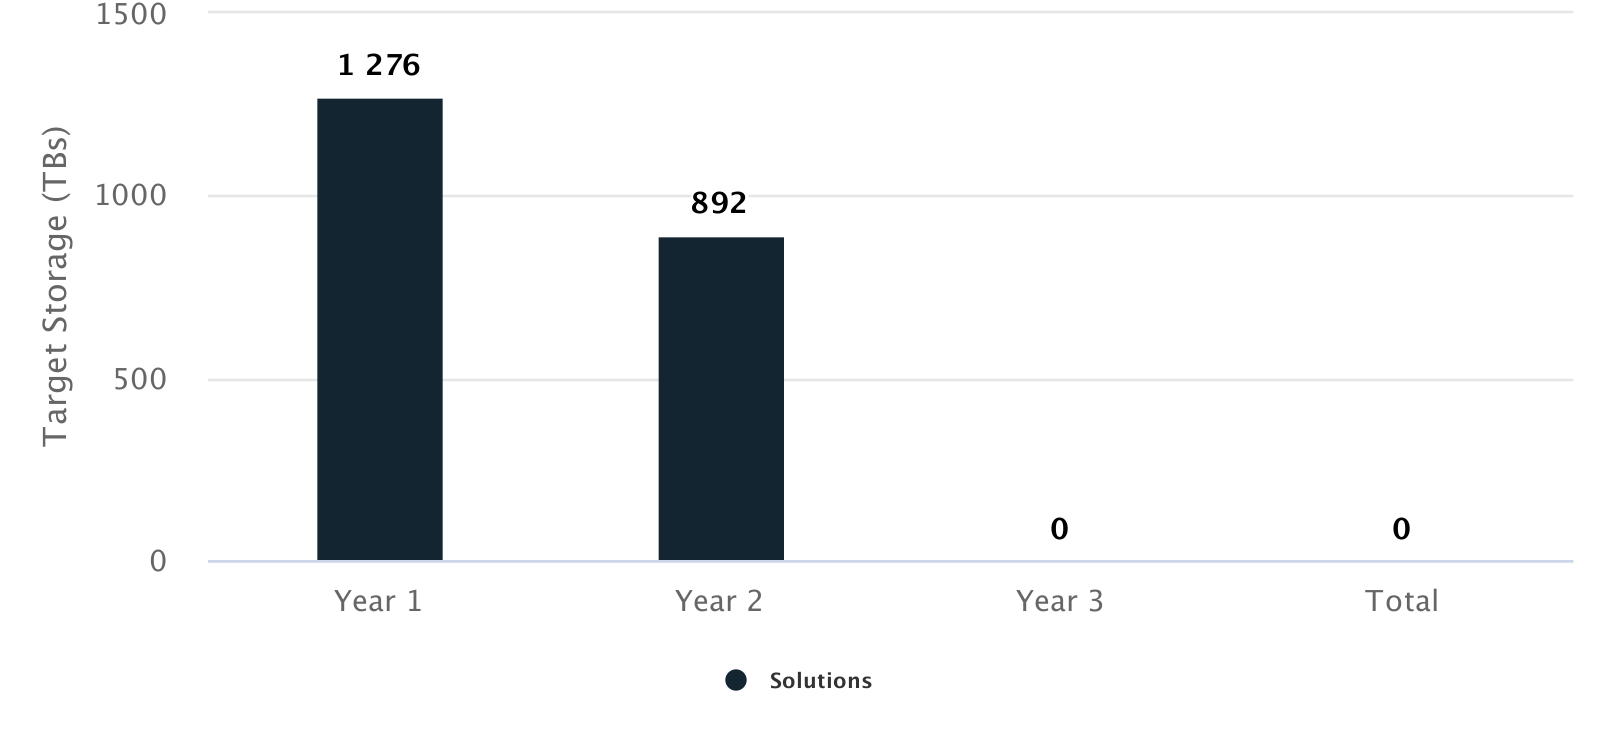 Target Storage (TBs)
1500
1000
500
0
1 276
892
0
0
Year 1
Year 2
Year 3
Total
Solutions